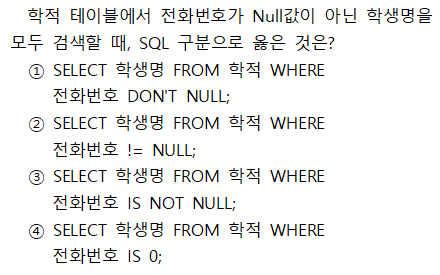 학적 테이블에서 전화번호가 Null값이 아닌 학생명을
모두 검색할 때, SQL 구분으로 옳은 것은?
① SELECT 학생명 FROM 학적 WHERE
전화번호 DON'T NULL;
② SELECT 학생명 FROM 학적 WHERE
전화번호 != NULL;
③ SELECT 학생명 FROM 학적 WHERE
전화번호 IS NOT NULL;
④ SELECT 학생명 FROM 학적 WHERE
전화번호 IS 0;